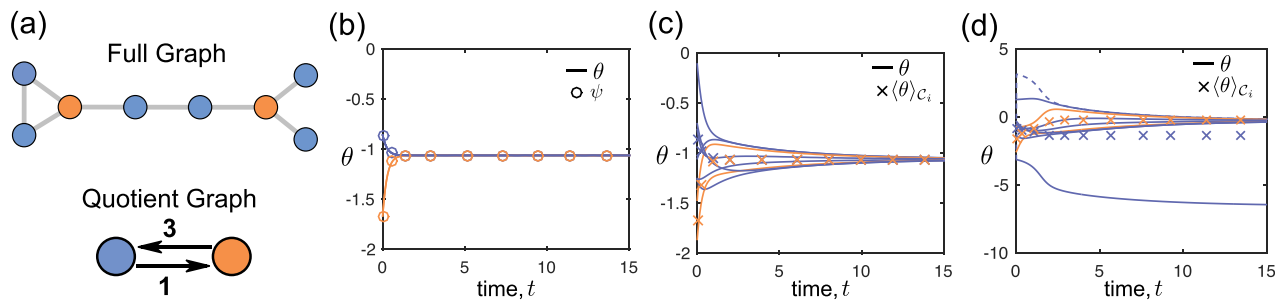 (a)
Full Graph
Quotient Graph
3
1
(b)
0
-0.5
-1
-1.5
-2
θ
θ
ψ
0 5 10 15
time, t
(c)
0
-0.5
-1
-1.5
-2
θ
θ
⟨θ⟩Ci
0 5 10 15
time, t
(d)
5
0
-5
-10
θ
θ
⟨θ⟩Ci
0 5 10 15
time, t